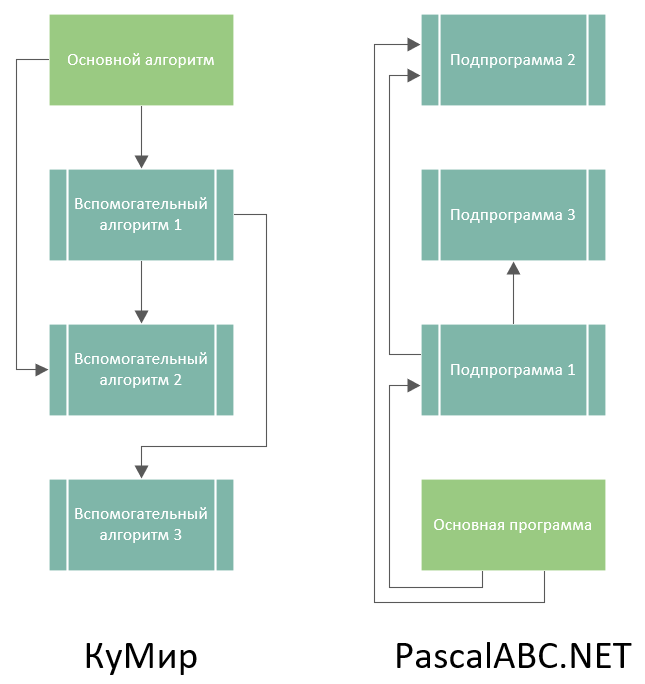 Основной алгоритм
Вспомогательный
алгоритм 1
Вспомогательный
алгоритм 2
Вспомогательный
алгоритм 3
КуМир
Подпрограмма 2
Подпрограмма 3
Подпрограмма 1
Основная программа
PascalABC.NET